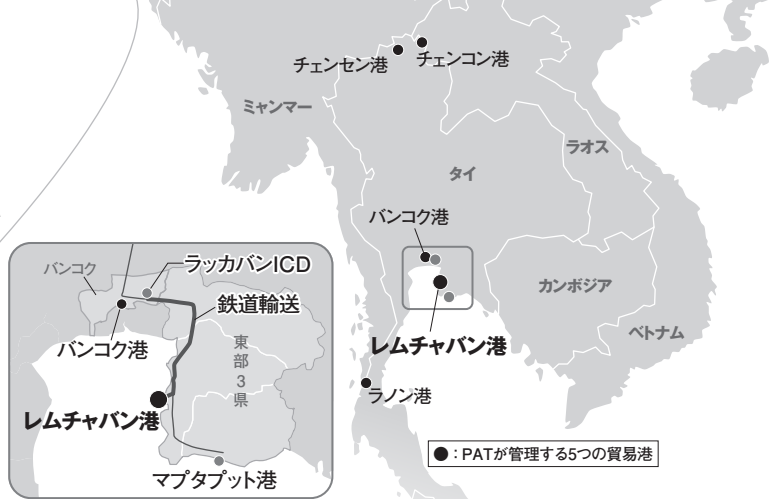 チェンセン港
チェンコン港
ミャンマー
ラオス
タイ
バンコク港
カンボジア
ベトナム
レムチャバン港
ラノン港
バンコク
ラッカバンICD
鉄道輸送
バンコク港
東部3県
レムチャバン港
マプタプット港
●：PATが管理する5つの貿易港